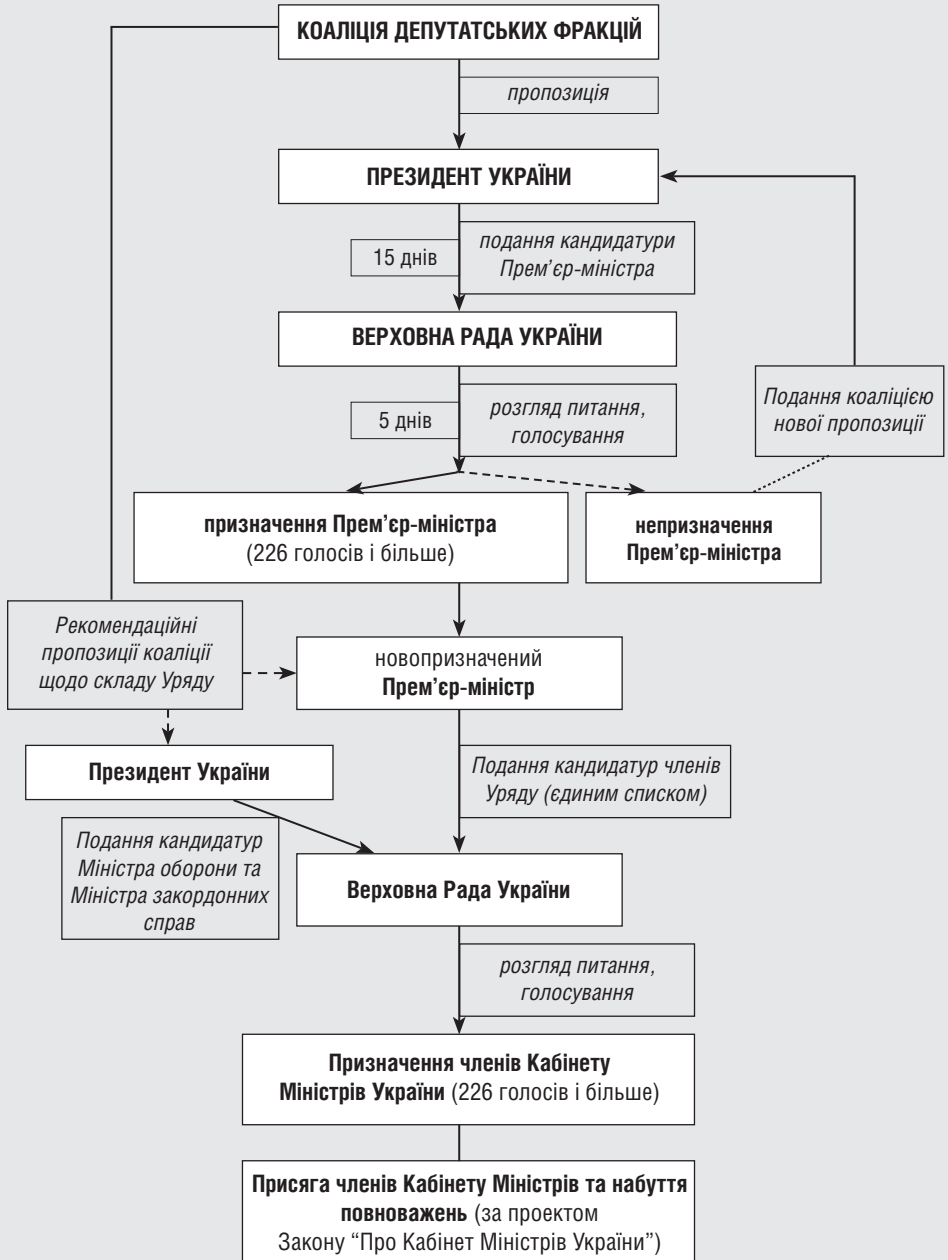 КОАЛІЦІЯ ДЕПУТАТСЬКИХ ФРАКЦІЙ
пропозиція
ПРЕЗИДЕНТ УКРАЇНИ
15 днів
подання кандидатури
Прем’єр-міністра
ВЕРХОВНА РАДА УКРАЇНИ
5 днів
розгляд питання,
голосування
Подання коаліцією
нової пропозиції
призначення Прем’єр-міністра
(226 голосів і більше)
непризначення
Прем’єр-міністра
Рекомендаційні
пропозиції коаліції
щодо складу Уряду
новопризначений
Прем’єр-міністр
Президент України
Подання кандидатур членів
Уряду (єдиним списком)
Подання кандидатур
Міністра оборони та
Міністра закордонних
справ
Верховна Рада України
розгляд питання,
голосування
Призначення членів Кабінету
Міністрів України (226 голосів і більше)
Присяга членів Кабінету Міністрів та набуття
повноважень (за проектом
Закону “Про Кабінет Міністрів України”)